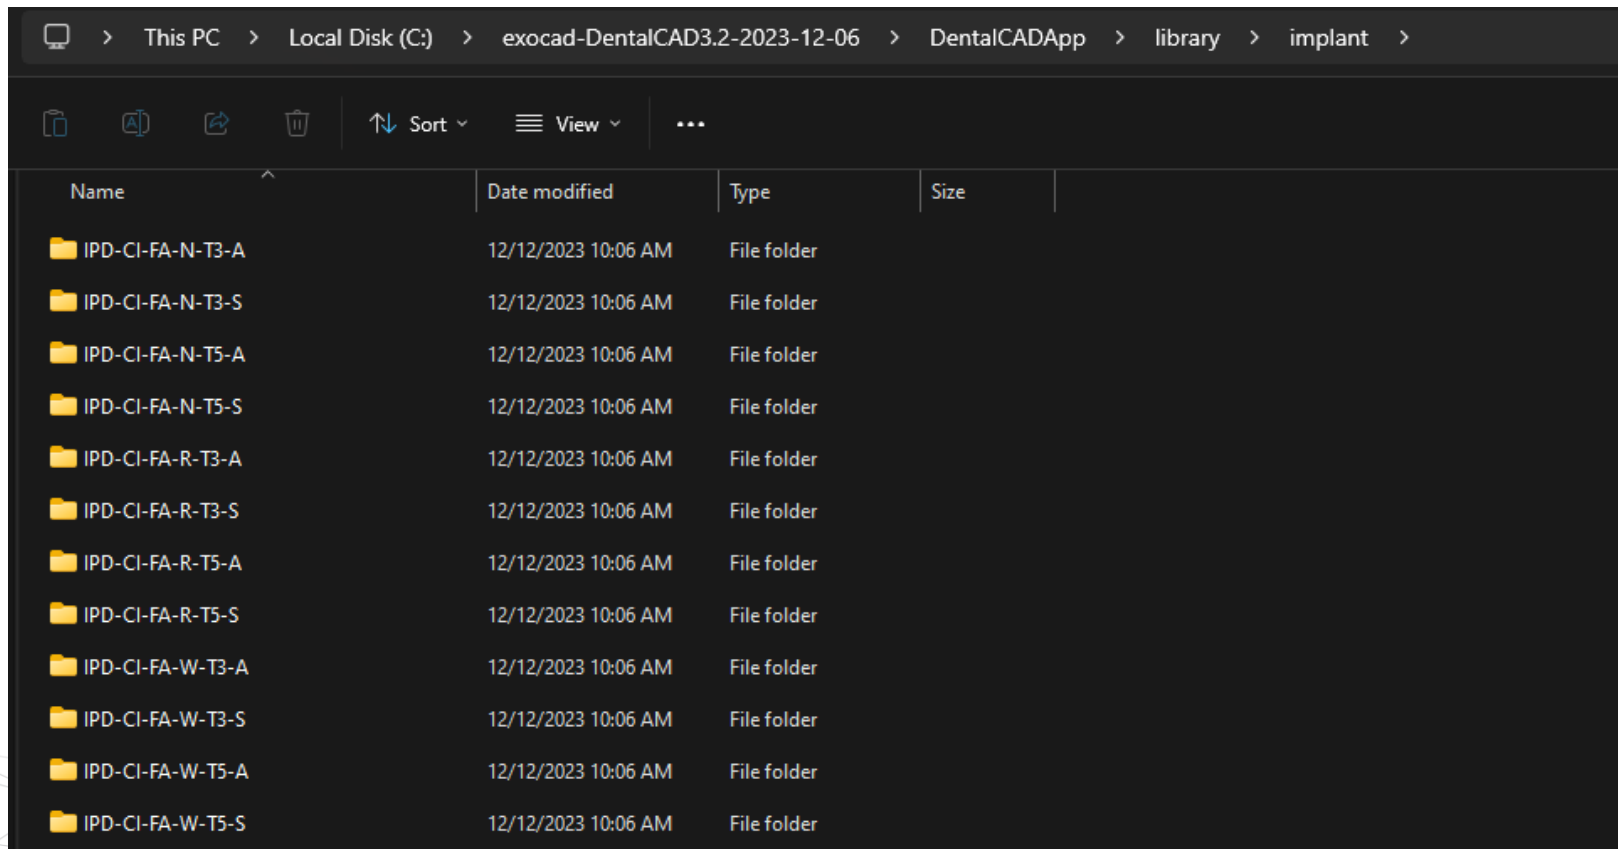 This PC > Local Disk (C:) > exocad-DentalCAD3.2-2023-12-06 > DentalCADApp > library > implant >
Sort View ...
Name Date modified Type Size
IPD-CI-FA-N-T3-A 12/12/2023 10:06 AM File folder
IPD-CI-FA-N-T3-S 12/12/2023 10:06 AM File folder
IPD-CI-FA-N-T5-A 12/12/2023 10:06 AM File folder
IPD-CI-FA-N-T5-S 12/12/2023 10:06 AM File folder
IPD-CI-FA-R-T3-A 12/12/2023 10:06 AM File folder
IPD-CI-FA-R-T3-S 12/12/2023 10:06 AM File folder
IPD-CI-FA-R-T5-A 12/12/2023 10:06 AM File folder
IPD-CI-FA-R-T5-S 12/12/2023 10:06 AM File folder
IPD-CI-FA-W-T3-A 12/12/2023 10:06 AM File folder
IPD-CI-FA-W-T3-S 12/12/2023 10:06 AM File folder
IPD-CI-FA-W-T5-A 12/12/2023 10:06 AM File folder
IPD-CI-FA-W-T5-S 12/12/2023 10:06 AM File folder